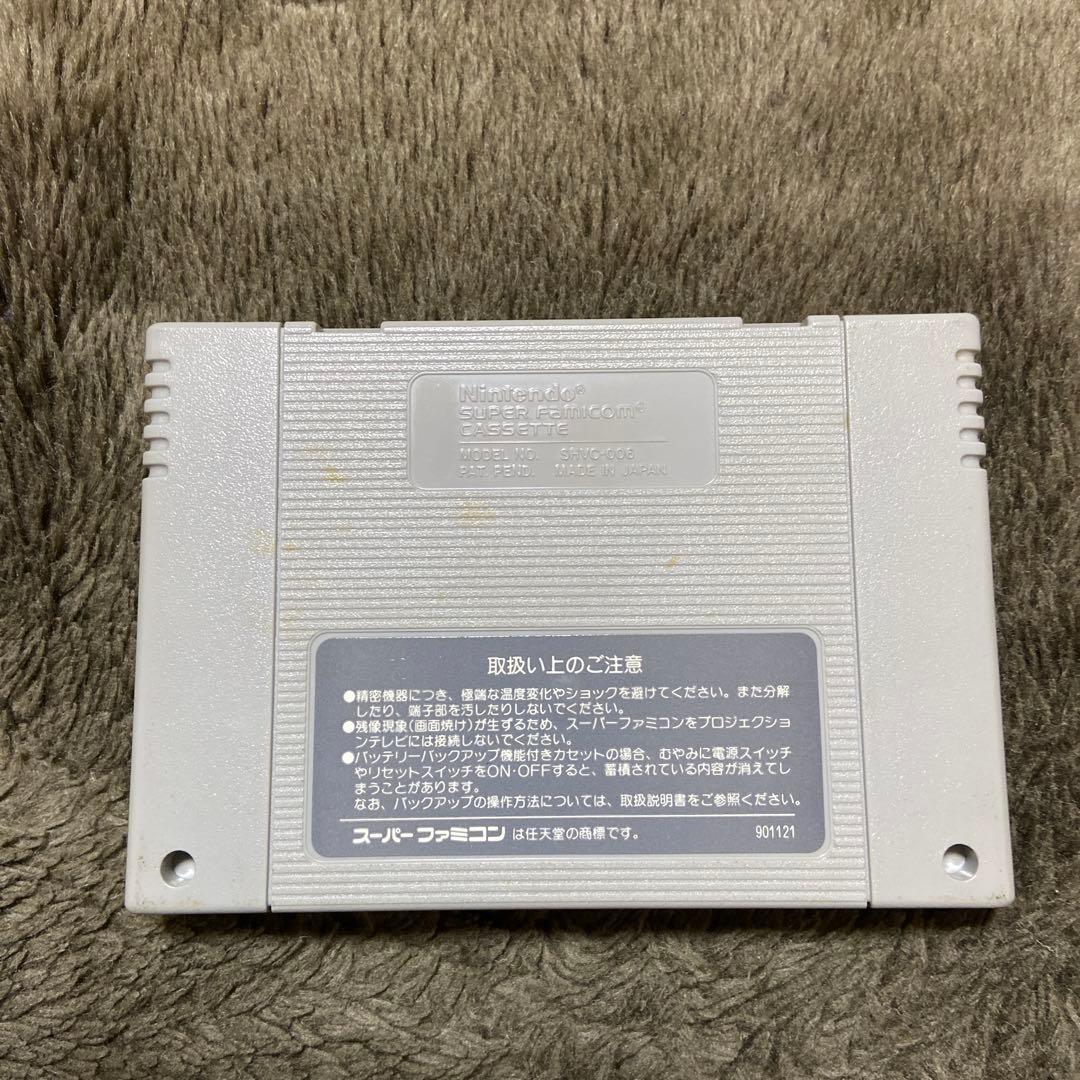 Nintendo®
SUPER FAMICOM®
CASSETTE
MODEL NO. SHVC-006
PAT. PEND. MADE IN JAPAN
取扱い上のご注意
●精密機器につき、極端な温度変化やショックを避けてください。また分解
したり、端子部を汚したりしないでください。
●残像現象(画面焼け)が生ずるため、スーパーファミコンをプロジェクショ
ンテレビには接続しないでください。
●バッテリーバックアップ機能付きカセットの場合、むやみに電源スイッチ
やリセットスイッチをON・OFFすると、蓄積されている内容が消えてし
まうことがあります。
なお、バックアップの操作方法については、取扱説明書をご参照ください。
スーパーファミコン は任天堂の商標です。 901121